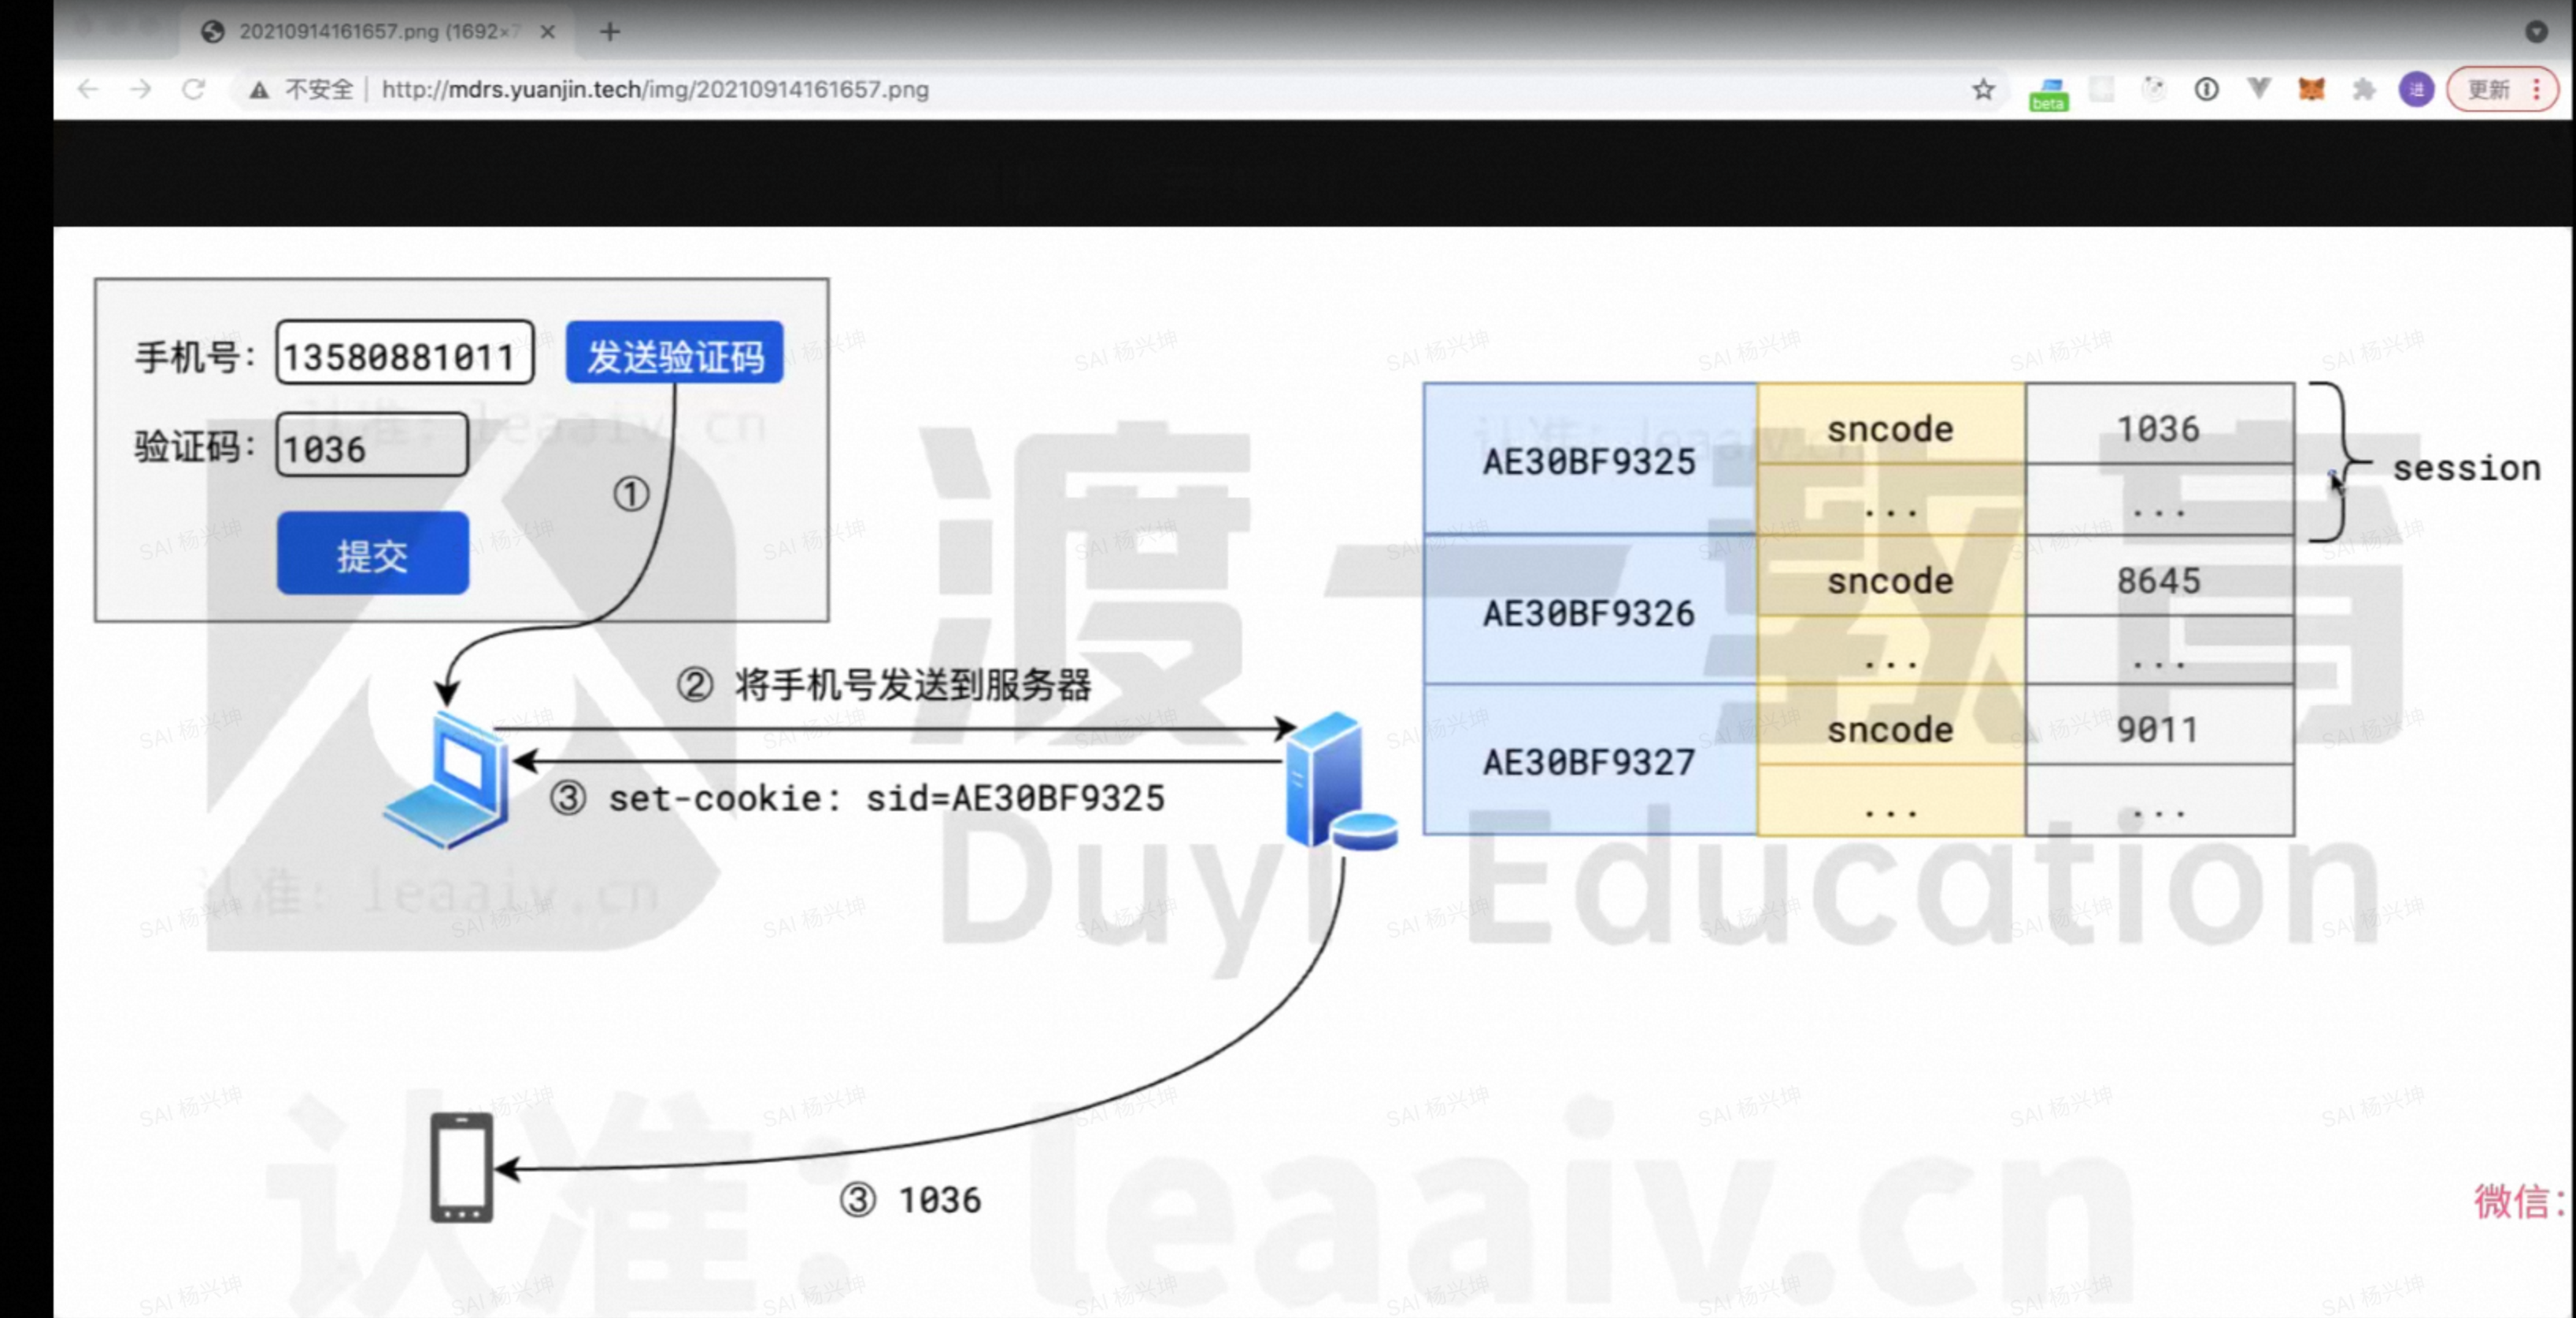 20210914161657.png (1692×7
不安全 http://mdrs.yuanjin.tech/img/20210914161657.png
beta
进
更新
手机号: 13580881011 发送验证码
验证码: 1036
提交
①
② 将手机号发送到服务器
③ set-cookie: sid=AE30BF9325
③ 1036
AE30BF9325 sncode 1036
... ...
AE30BF9326 sncode 8645
... ...
AE30BF9327 sncode 9011
... ...
session
渡一教育
Duyi Education
认准: leaaiv.cn
SAI 杨兴坤
微信: